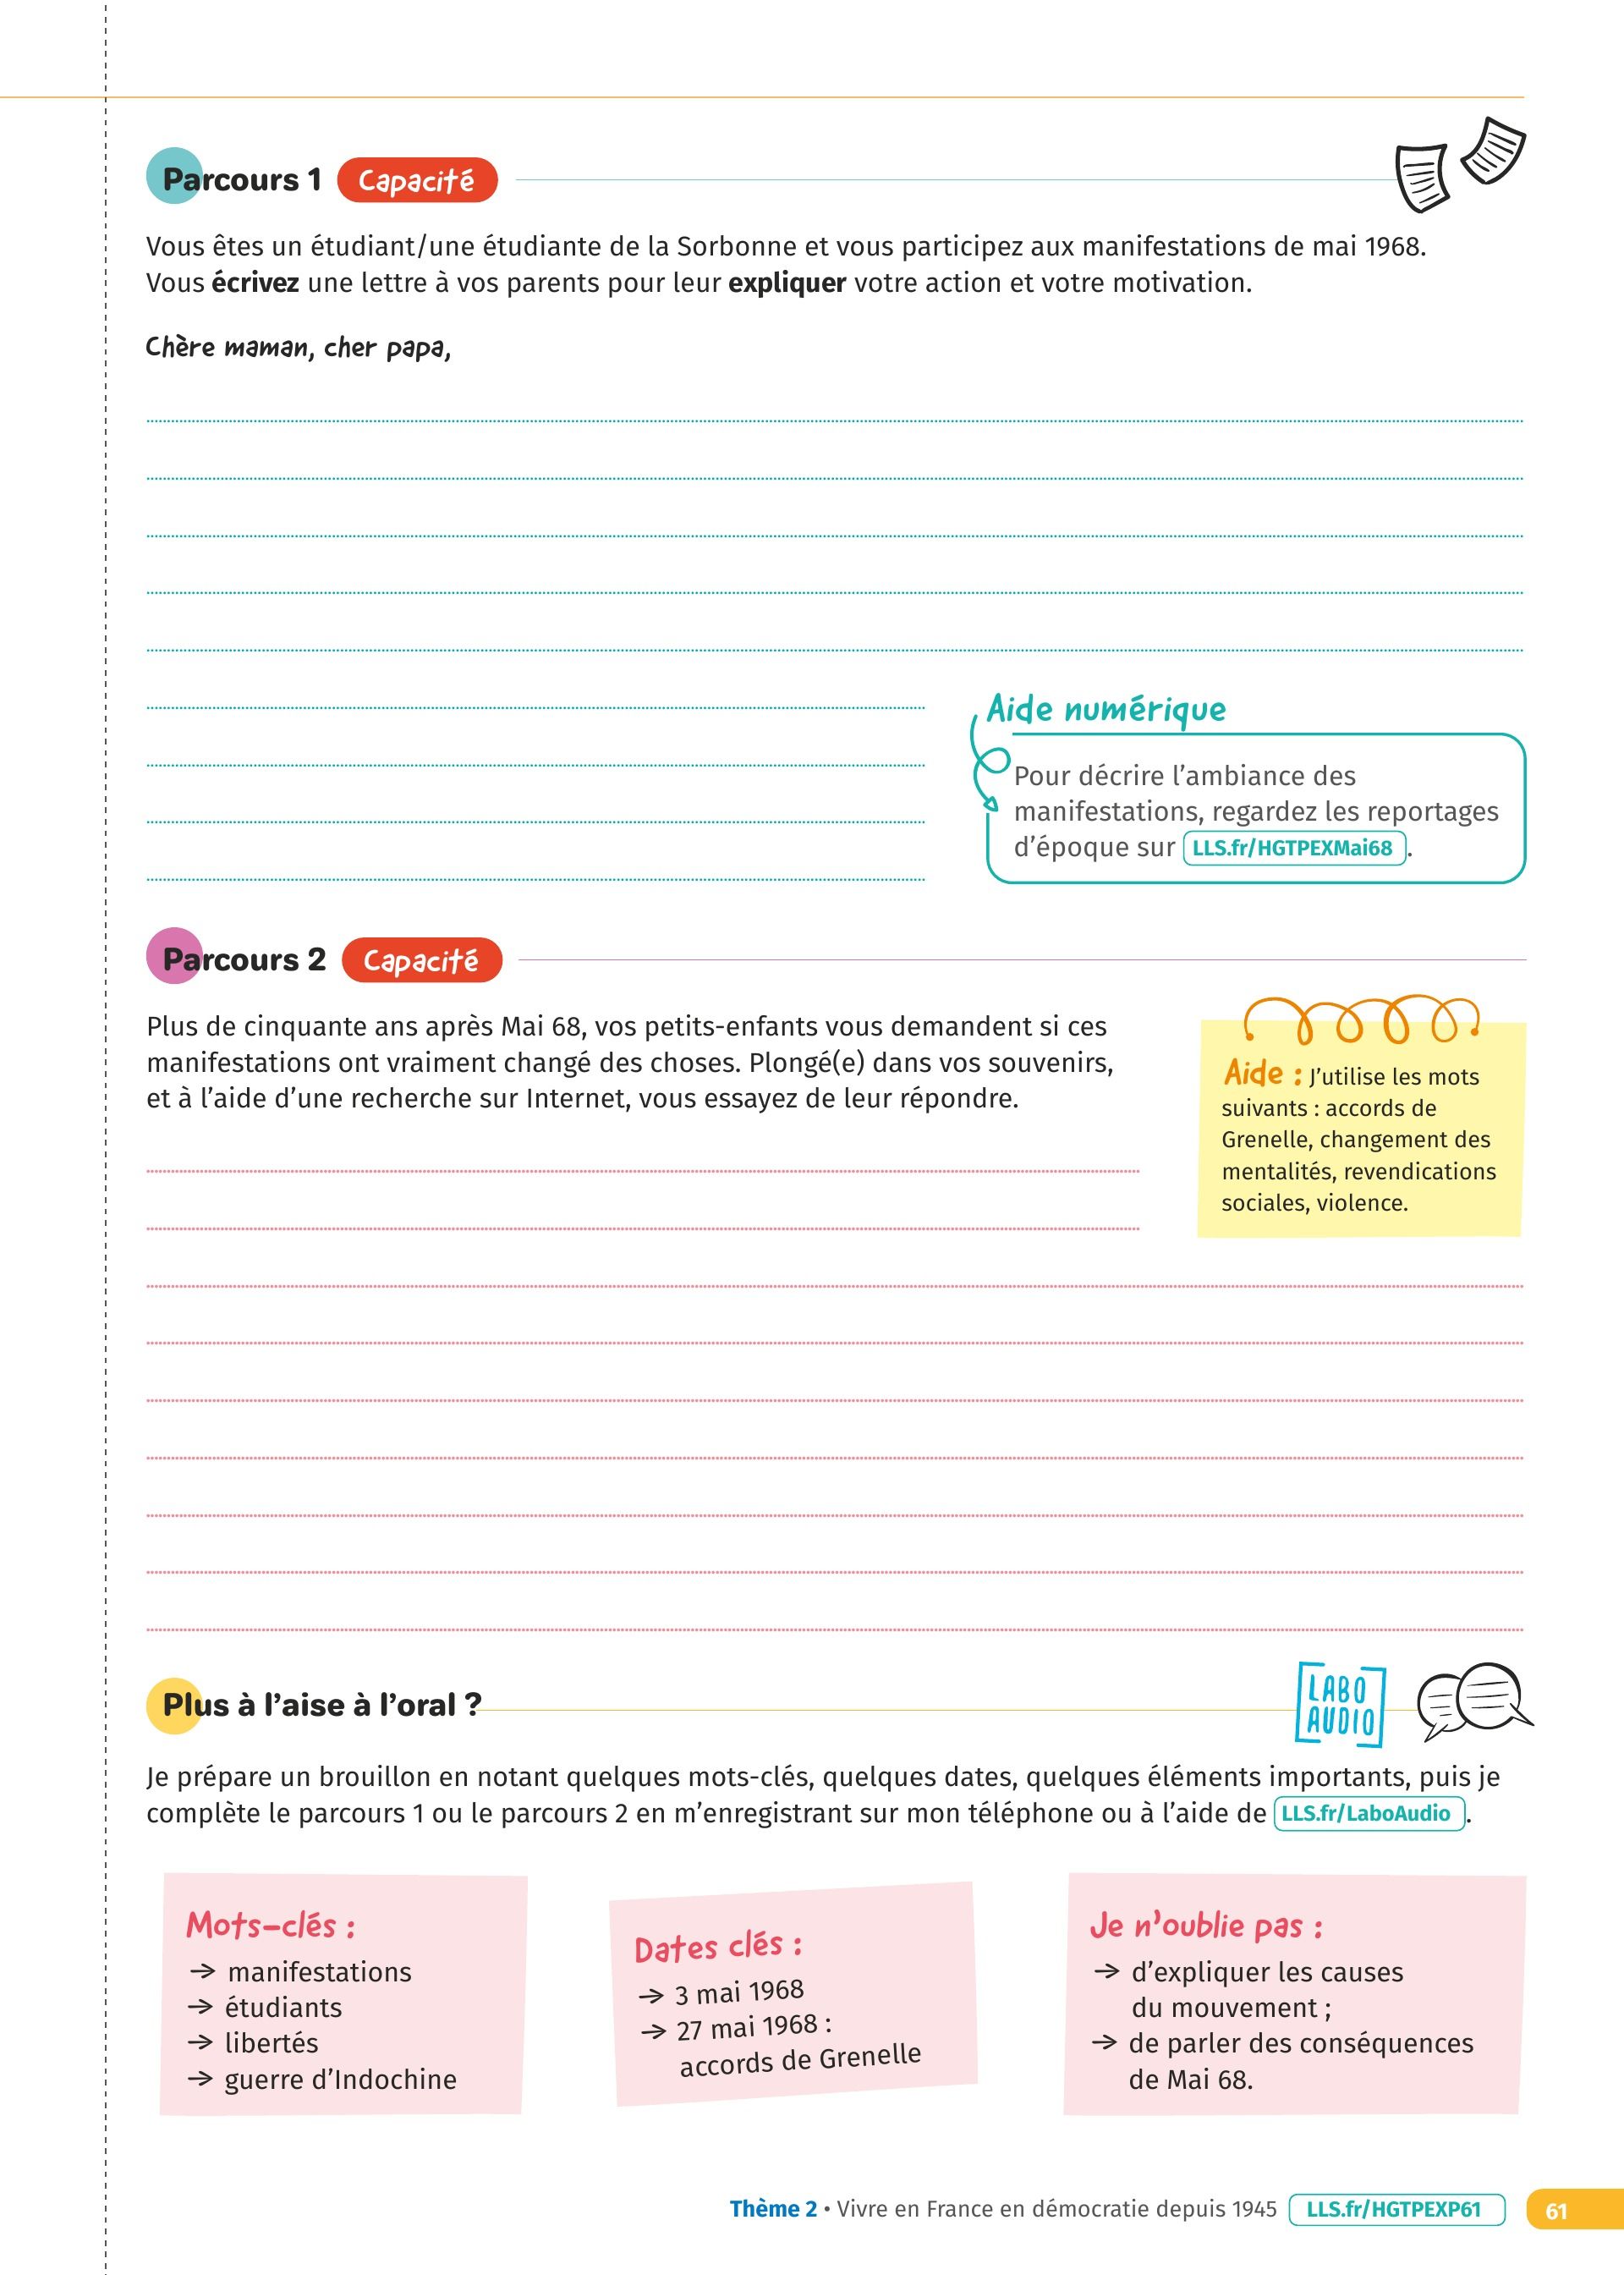 Parcours 1 Capacité
Vous êtes un étudiant/une étudiante de la Sorbonne et vous participez aux manifestations de mai 1968.
Vous écrivez une lettre à vos parents pour leur expliquer votre action et votre motivation.
Chère maman, cher papa,
Aide numérique
Pour décrire l'ambiance des
manifestations, regardez les reportages
d'époque sur LLS.fr/HGTPEXMai68 .
Parcours 2 Capacité
Plus de cinquante ans après Mai 68, vos petits-enfants vous demandent si ces
manifestations ont vraiment changé des choses. Plongé(e) dans vos souvenirs,
et à l'aide d'une recherche sur Internet, vous essayez de leur répondre.
Aide : J'utilise les mots
suivants : accords de
Grenelle, changement des
mentalités, revendications
sociales, violence.
Plus à l'aise à l'oral ?
LABO
AUDIO
Je prépare un brouillon en notant quelques mots-clés, quelques dates, quelques éléments importants, puis je
complète le parcours 1 ou le parcours 2 en m'enregistrant sur mon téléphone ou à l'aide de LLS.fr/LaboAudio .
Mots-clés :
→ manifestations
→ étudiants
→ libertés
→ guerre d'Indochine
Dates clés :
→ 3 mai 1968
→ 27 mai 1968 :
accords de Grenelle
Je n'oublie pas :
→ d'expliquer les causes
du mouvement ;
→ de parler des conséquences
de Mai 68.
Thème 2 • Vivre en France en démocratie depuis 1945 LLS.fr/HGTPEXP61 61